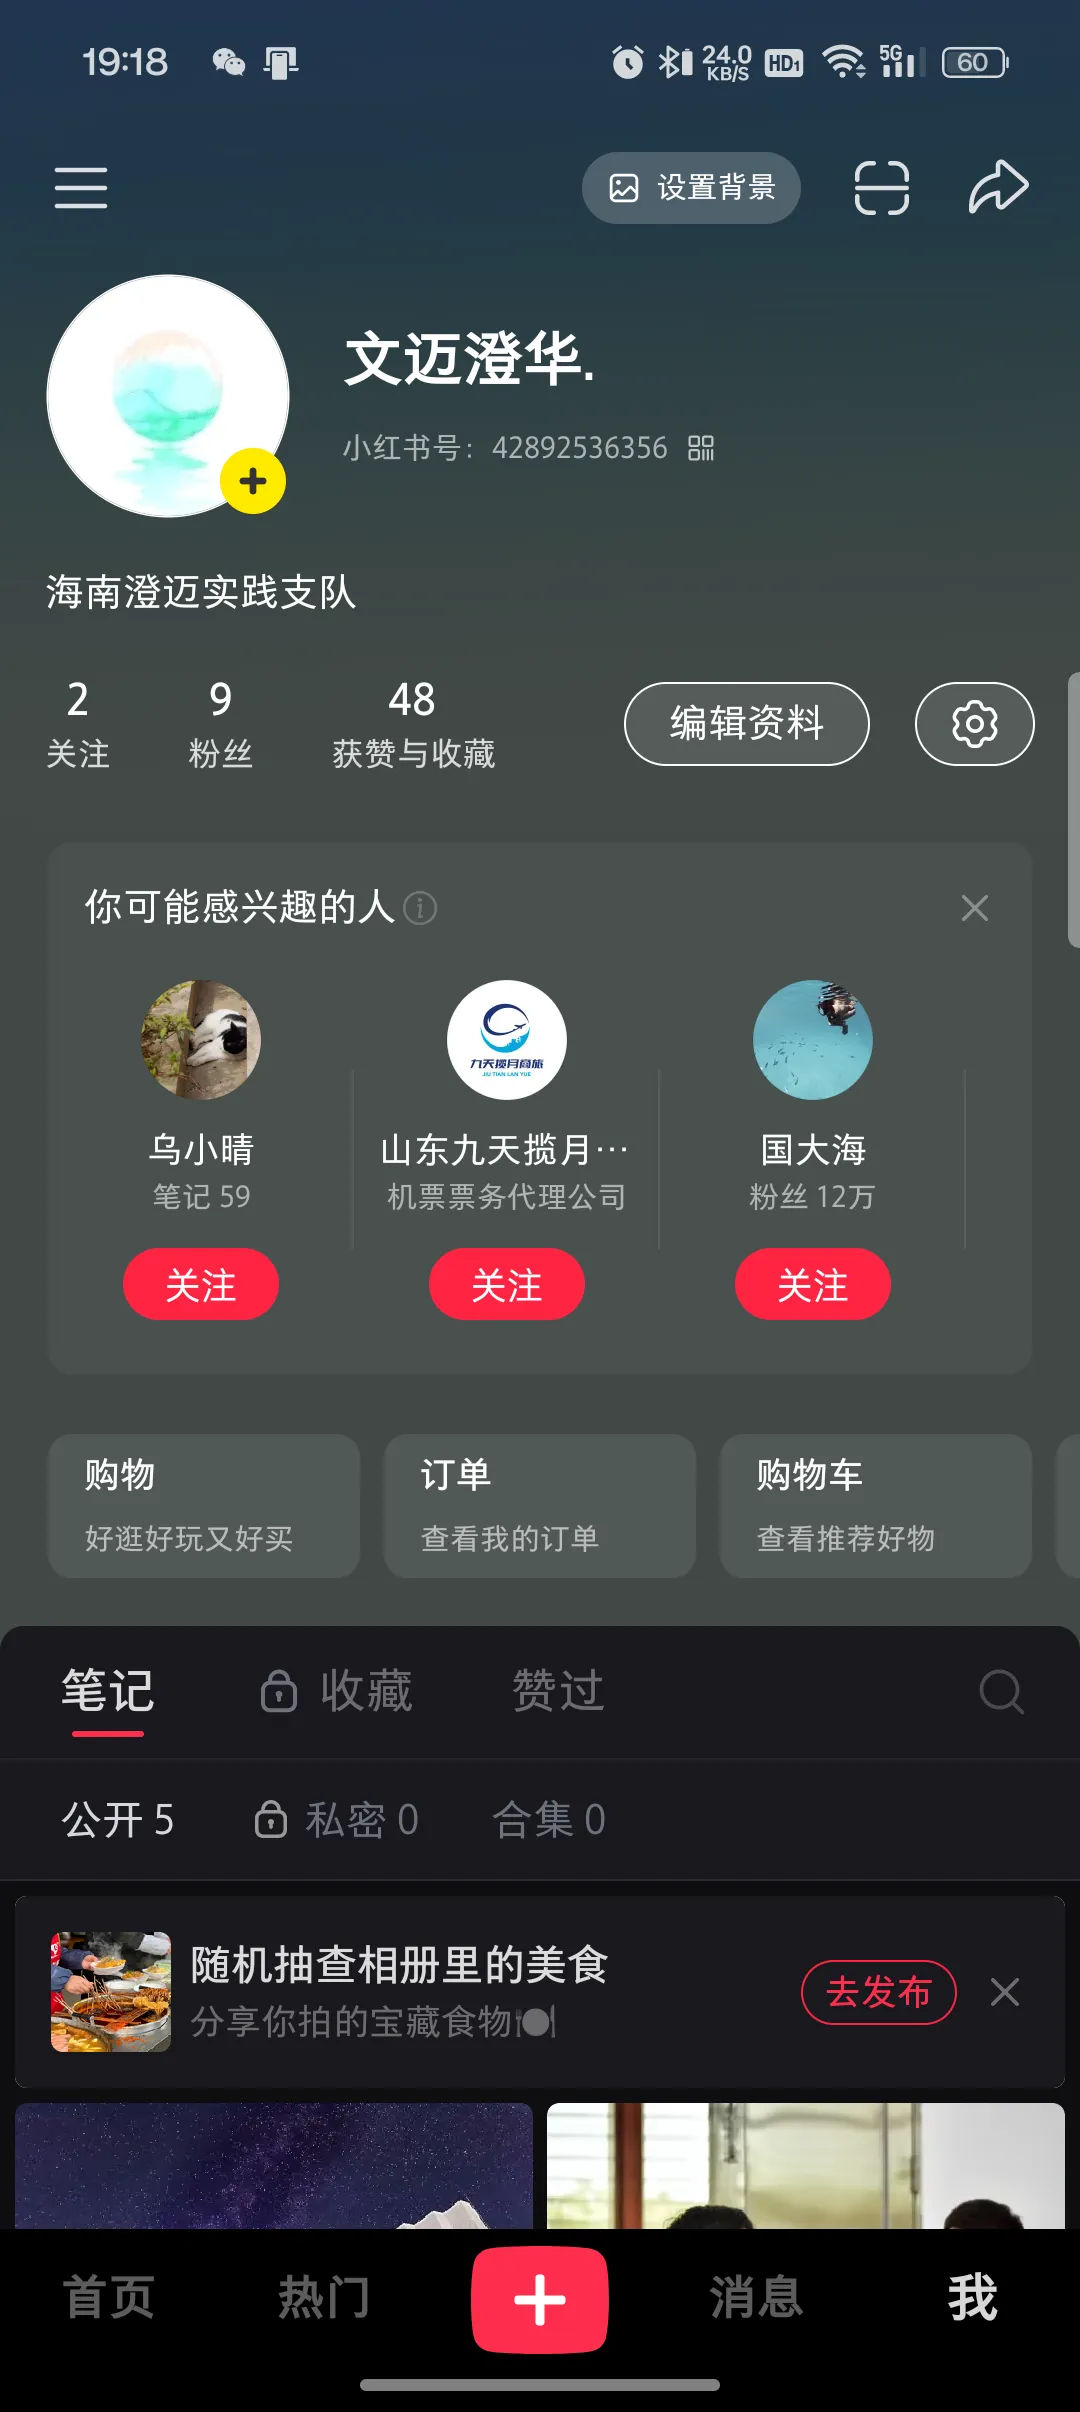 19:18
24.0
KB/S
HD1
5G
60
设置背景
文迈澄华.
小红书号：42892536356
海南澄迈实践支队
2
关注
9
粉丝
48
获赞与收藏
编辑资料
你可能感兴趣的人
九天揽月商旅
JIU TIAN LAN YUE
乌小晴
笔记 59
关注
山东九天揽月…
机票票务代理公司
关注
国大海
粉丝 12万
关注
购物
好逛好玩又好买
订单
查看我的订单
购物车
查看推荐好物
笔记
收藏
赞过
公开 5
私密 0
合集 0
随机抽查相册里的美食
分享你拍的宝藏食物🍽
去发布
首页
热门
消息
我